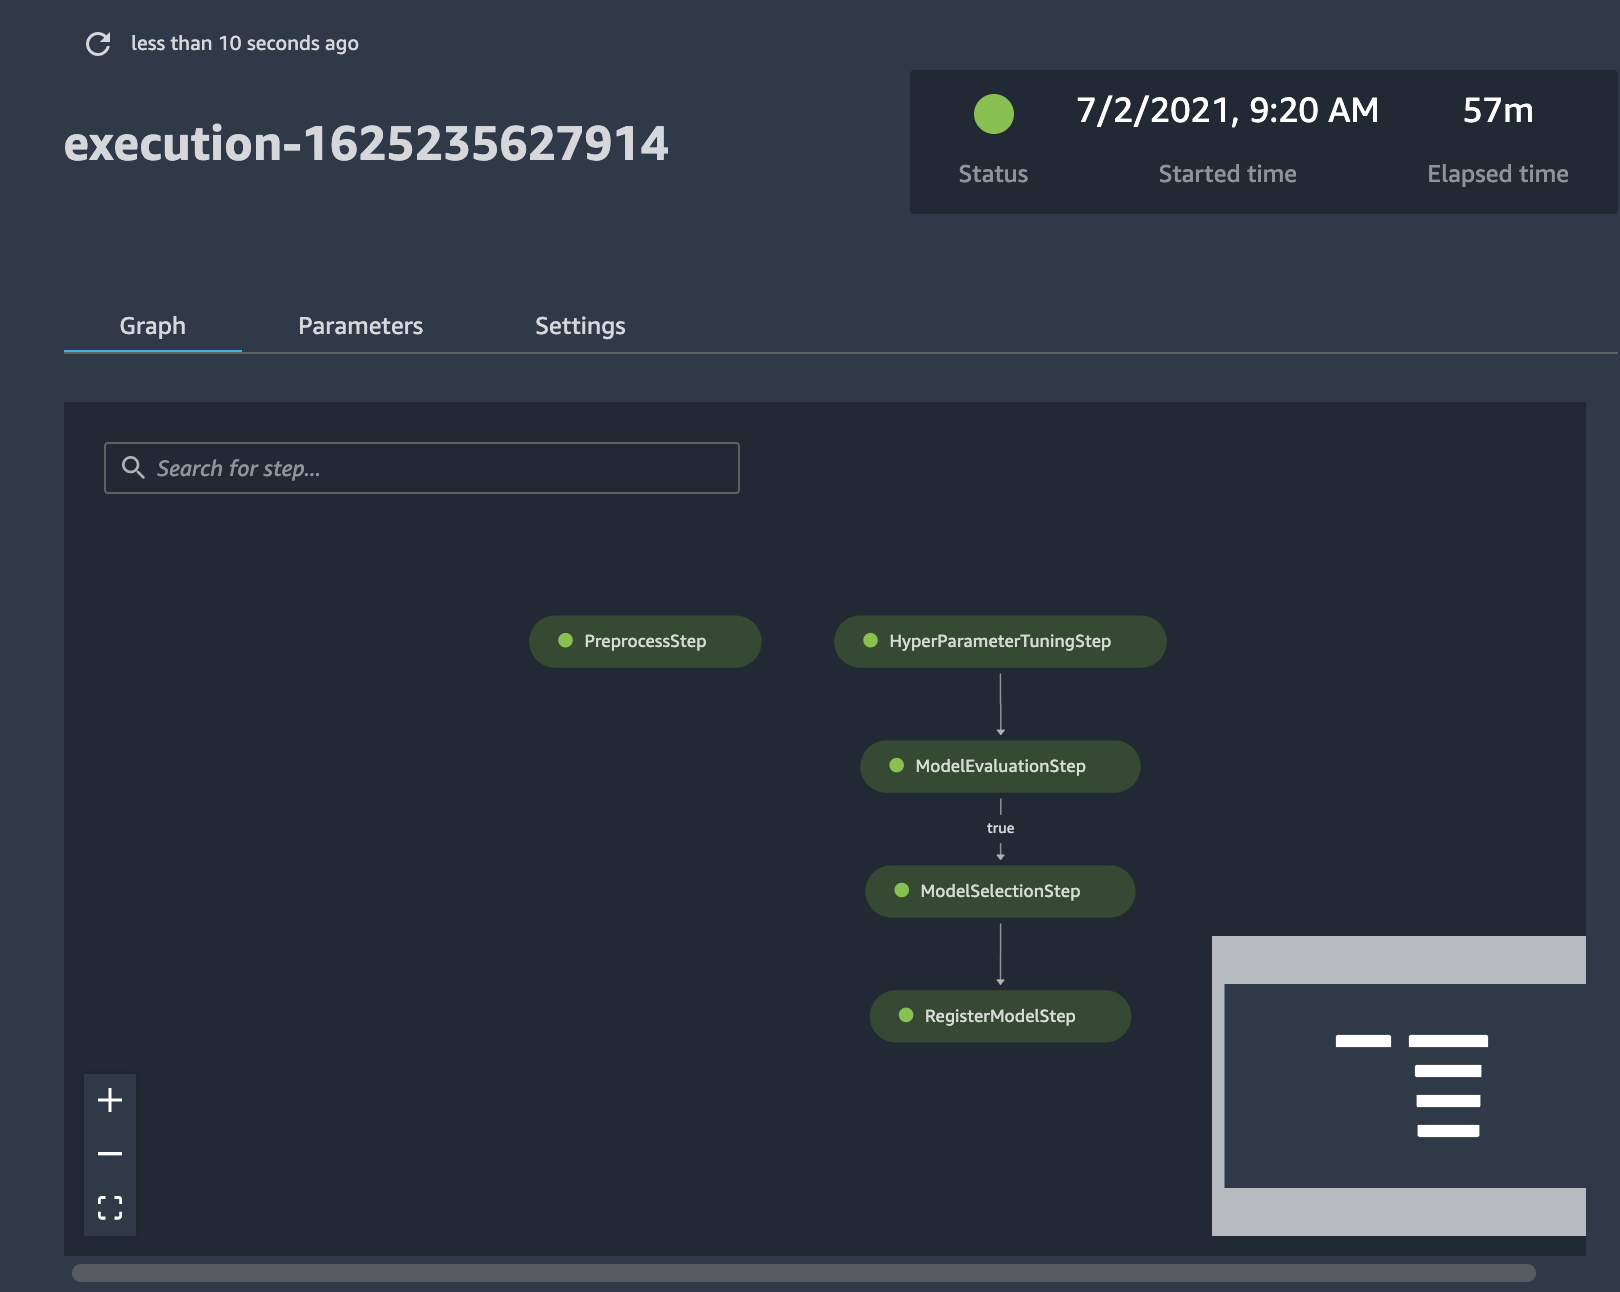 less than 10 seconds ago
execution-1625235627914
7/2/2021, 9:20 AM 57m
Status Started time Elapsed time
Graph Parameters Settings
Search for step...
PreprocessStep HyperParameterTuningStep
ModelEvaluationStep
true
ModelSelectionStep
RegisterModelStep